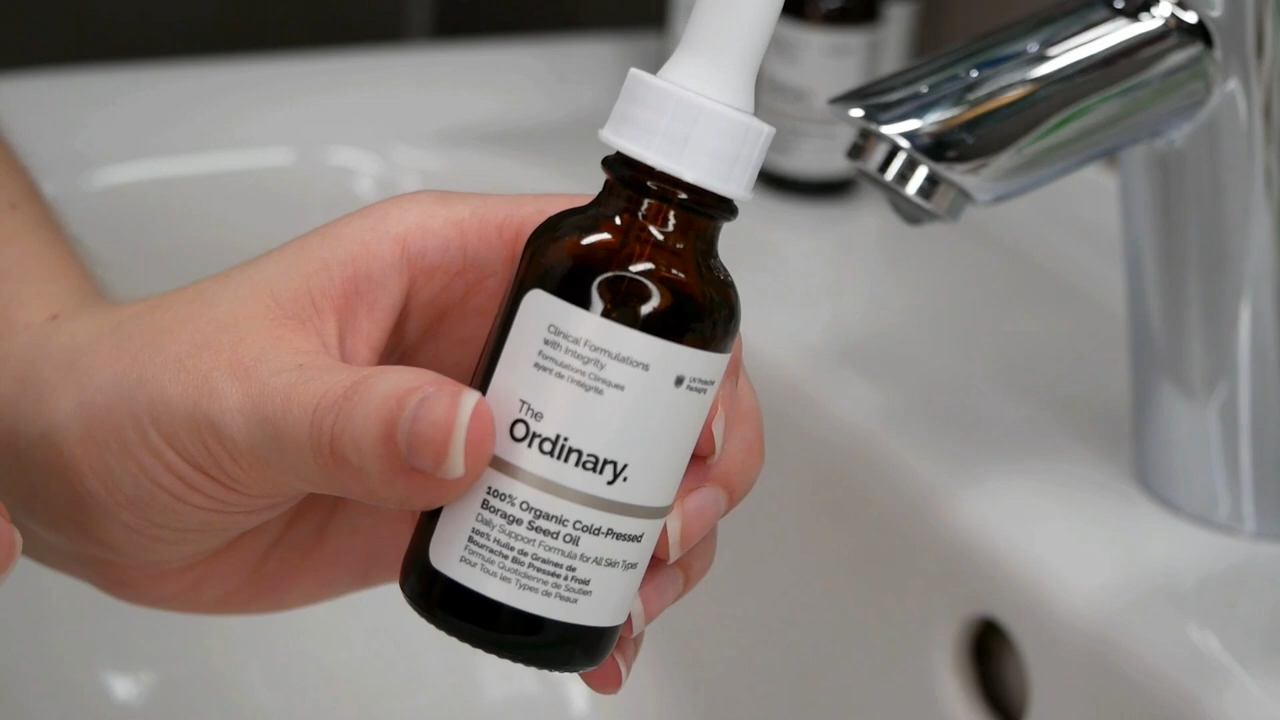 Clinical Formulations
with Integrity.
Formulations Cliniques
ayant de l'Intégrité.
UV Protective
Packaging
The
Ordinary.
100% Organic Cold-Pressed
Borage Seed Oil
Daily Support Formula for All Skin Types
100% Huile de Graines de
Bourrache Bio Pressée à Froid
Formule Quotidienne de Soutien
pour Tous les Types de Peaux